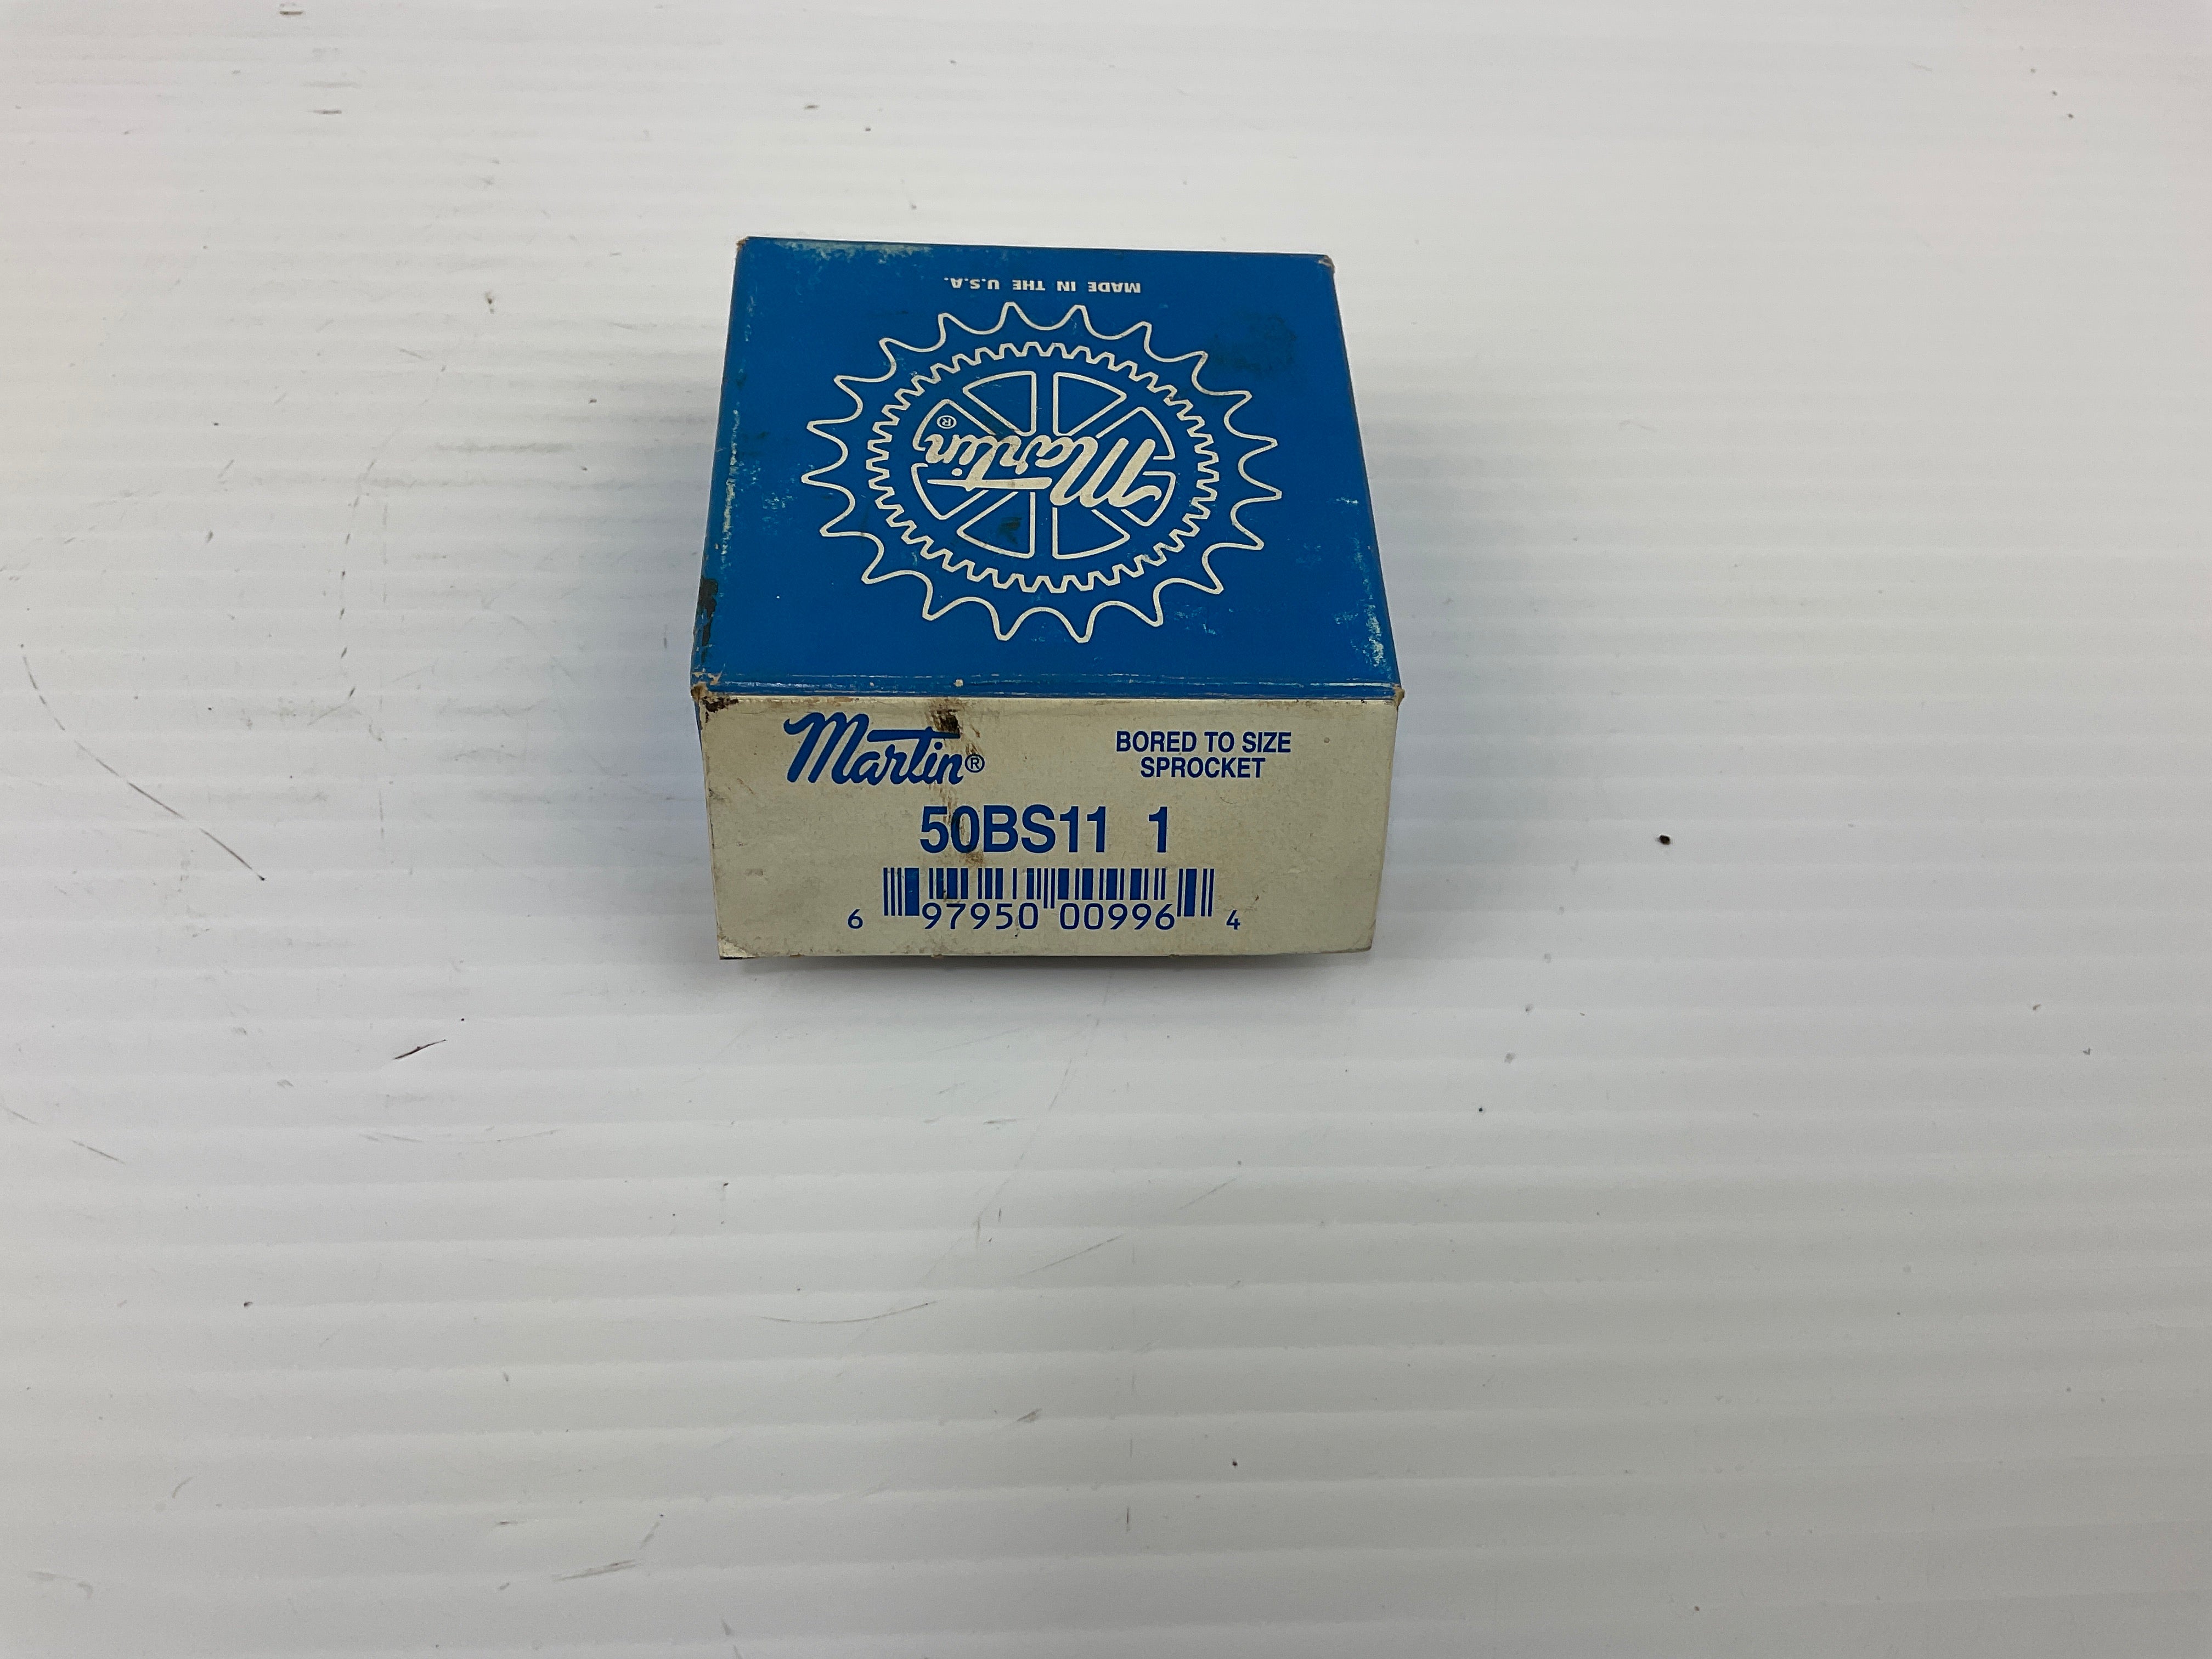 MADE IN THE U.S.A.
Martin®
Martin®
BORED TO SIZE
SPROCKET
50BS11 1
6 97950 00996 4